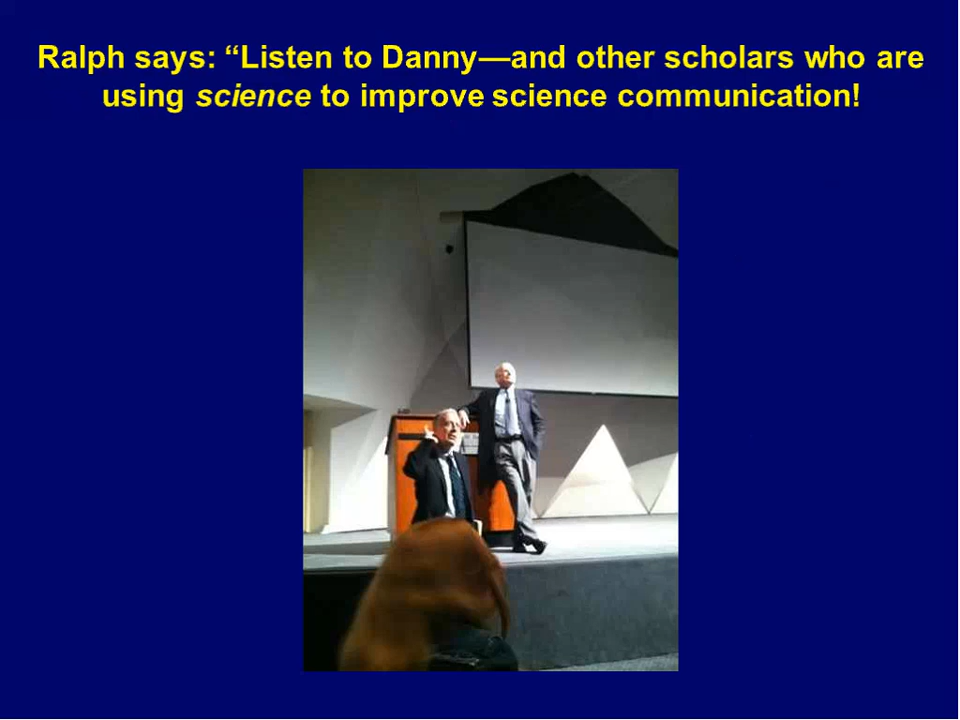 Ralph says: “Listen to Danny—and other scholars who are
using science to improve science communication!